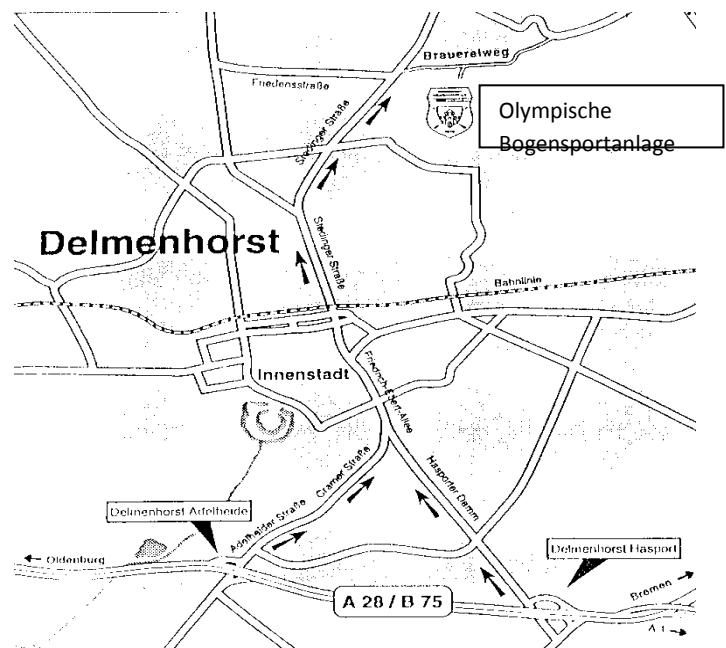 Brauereiweg
Friedensstraße
Olympische
Bogensportanlage
Stedinger Straße
Delmenhorst
Stedinger Straße
Bahnlinie
Innenstadt
Friedrich-Ebert-Allee
Cramer Straße
Hasporter Damm
Delmenhorst Adelheide
Adelheider Straße
Delmenhorst Hasport
Oldenburg
Bremen
A 28 / B 75
A 1